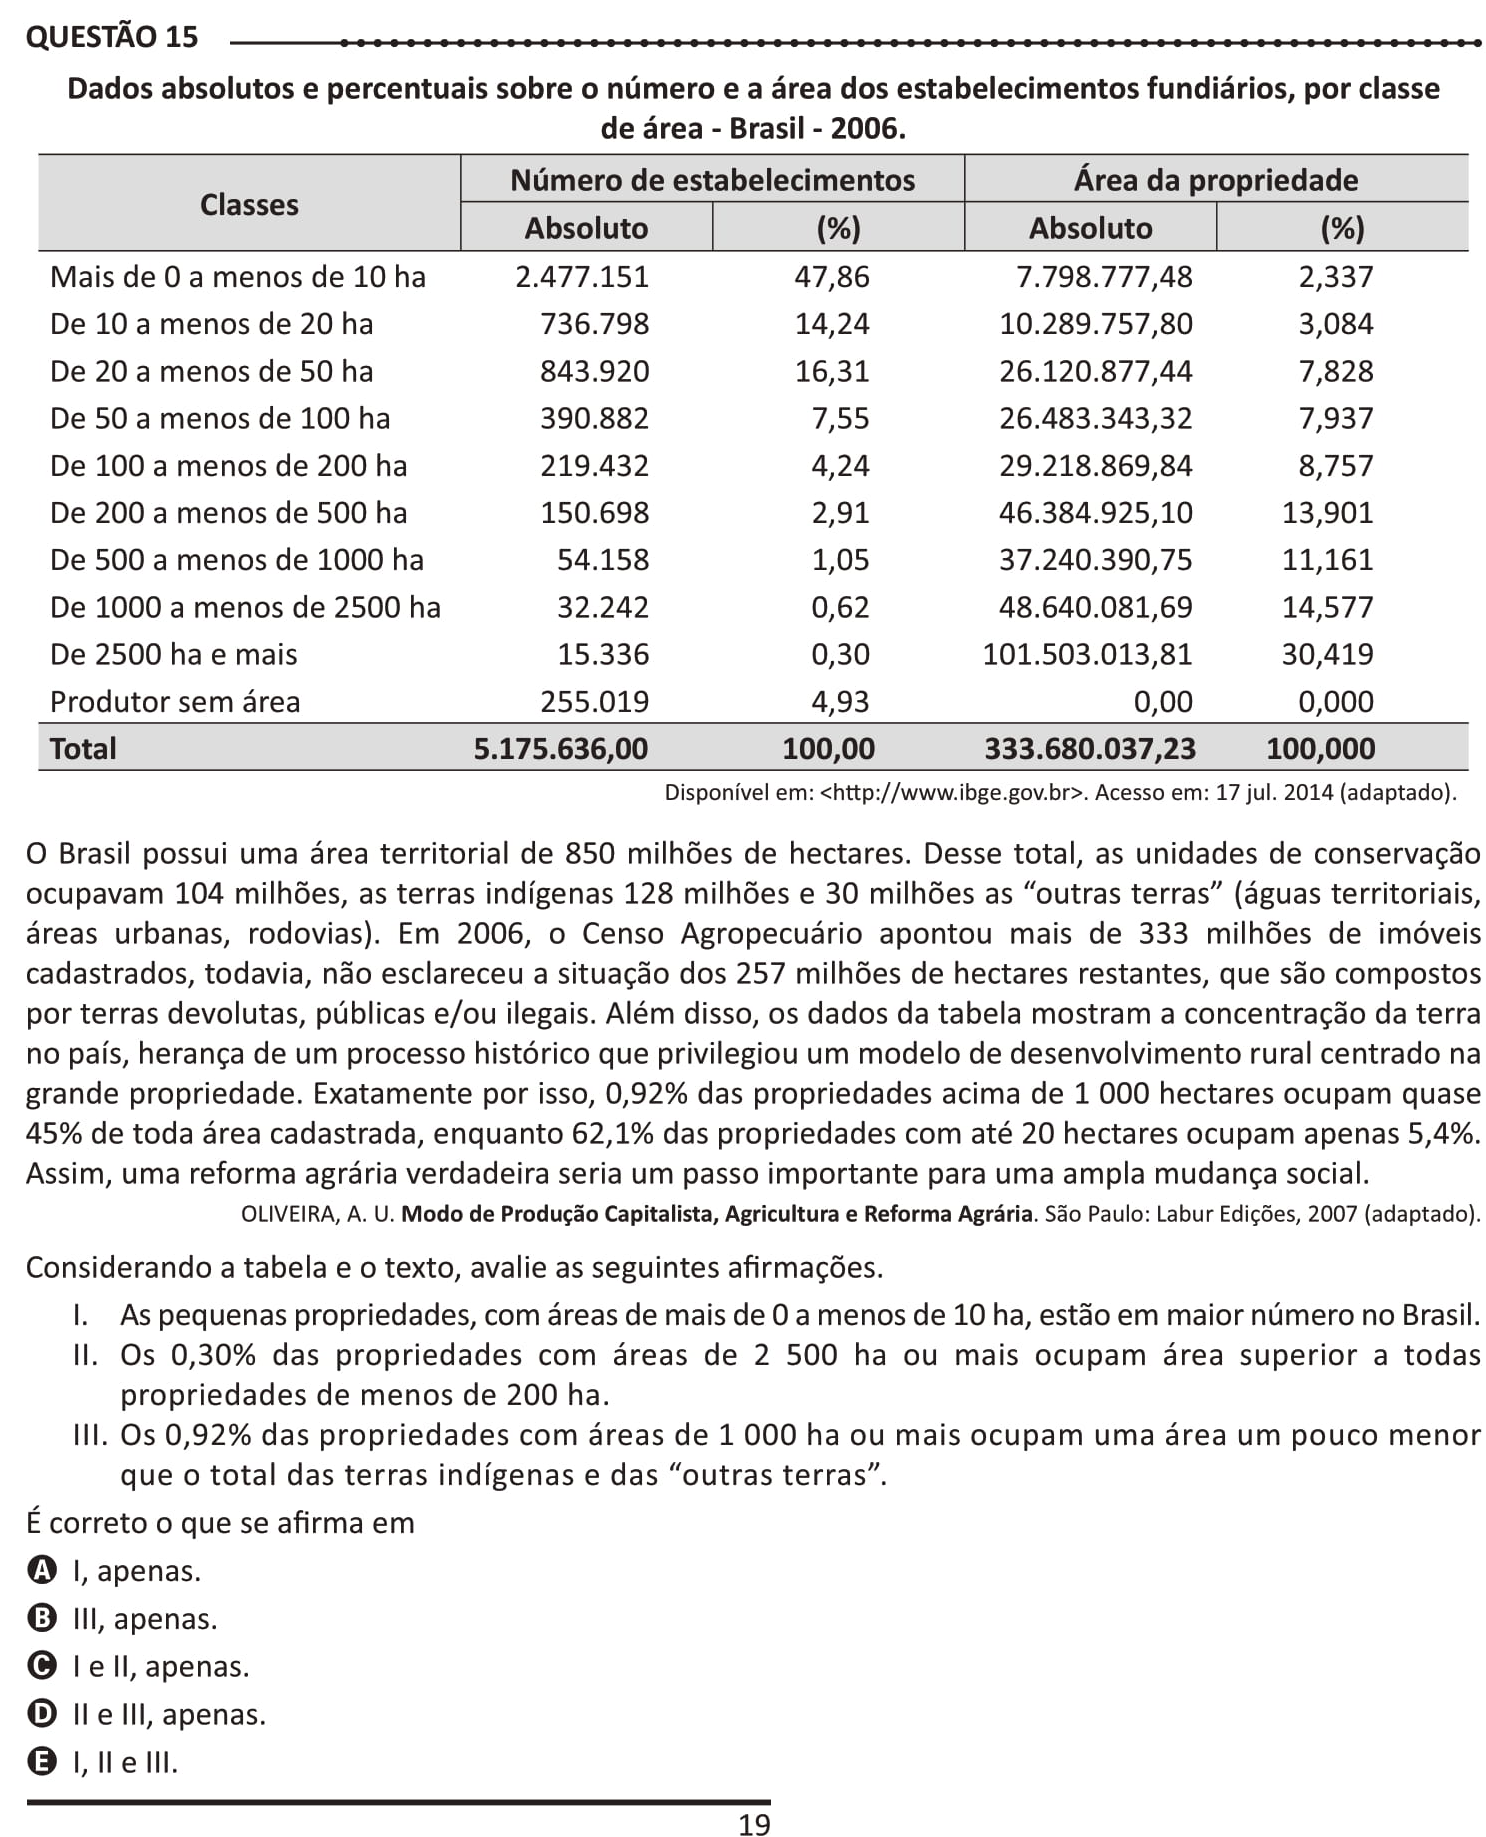 QUESTÃO 15
Dados absolutos e percentuais sobre o número e a área dos estabelecimentos fundiários, por classe
de área - Brasil - 2006.
Classes Número de estabelecimentos Área da propriedade
Absoluto (%) Absoluto (%)
Mais de 0 a menos de 10 ha 2.477.151 47,86 7.798.777,48 2,337
De 10 a menos de 20 ha 736.798 14,24 10.289.757,80 3,084
De 20 a menos de 50 ha 843.920 16,31 26.120.877,44 7,828
De 50 a menos de 100 ha 390.882 7,55 26.483.343,32 7,937
De 100 a menos de 200 ha 219.432 4,24 29.218.869,84 8,757
De 200 a menos de 500 ha 150.698 2,91 46.384.925,10 13,901
De 500 a menos de 1000 ha 54.158 1,05 37.240.390,75 11,161
De 1000 a menos de 2500 ha 32.242 0,62 48.640.081,69 14,577
De 2500 ha e mais 15.336 0,30 101.503.013,81 30,419
Produtor sem área 255.019 4,93 0,00 0,000
Total 5.175.636,00 100,00 333.680.037,23 100,000
Disponível em: <http://www.ibge.gov.br>. Acesso em: 17 jul. 2014 (adaptado).
O Brasil possui uma área territorial de 850 milhões de hectares. Desse total, as unidades de conservação
ocupavam 104 milhões, as terras indígenas 128 milhões e 30 milhões as “outras terras” (águas territoriais,
áreas urbanas, rodovias). Em 2006, o Censo Agropecuário apontou mais de 333 milhões de imóveis
cadastrados, todavia, não esclareceu a situação dos 257 milhões de hectares restantes, que são compostos
por terras devolutas, públicas e/ou ilegais. Além disso, os dados da tabela mostram a concentração da terra
no país, herança de um processo histórico que privilegiou um modelo de desenvolvimento rural centrado na
grande propriedade. Exatamente por isso, 0,92% das propriedades acima de 1 000 hectares ocupam quase
45% de toda área cadastrada, enquanto 62,1% das propriedades com até 20 hectares ocupam apenas 5,4%.
Assim, uma reforma agrária verdadeira seria um passo importante para uma ampla mudança social.
OLIVEIRA, A. U. Modo de Produção Capitalista, Agricultura e Reforma Agrária. São Paulo: Labur Edições, 2007 (adaptado).
Considerando a tabela e o texto, avalie as seguintes afirmações.
I. As pequenas propriedades, com áreas de mais de 0 a menos de 10 ha, estão em maior número no Brasil.
II. Os 0,30% das propriedades com áreas de 2 500 ha ou mais ocupam área superior a todas
propriedades de menos de 200 ha.
III. Os 0,92% das propriedades com áreas de 1 000 ha ou mais ocupam uma área um pouco menor
que o total das terras indígenas e das “outras terras”.
É correto o que se afirma em
A I, apenas.
B III, apenas.
C I e II, apenas.
D II e III, apenas.
E I, II e III.
19